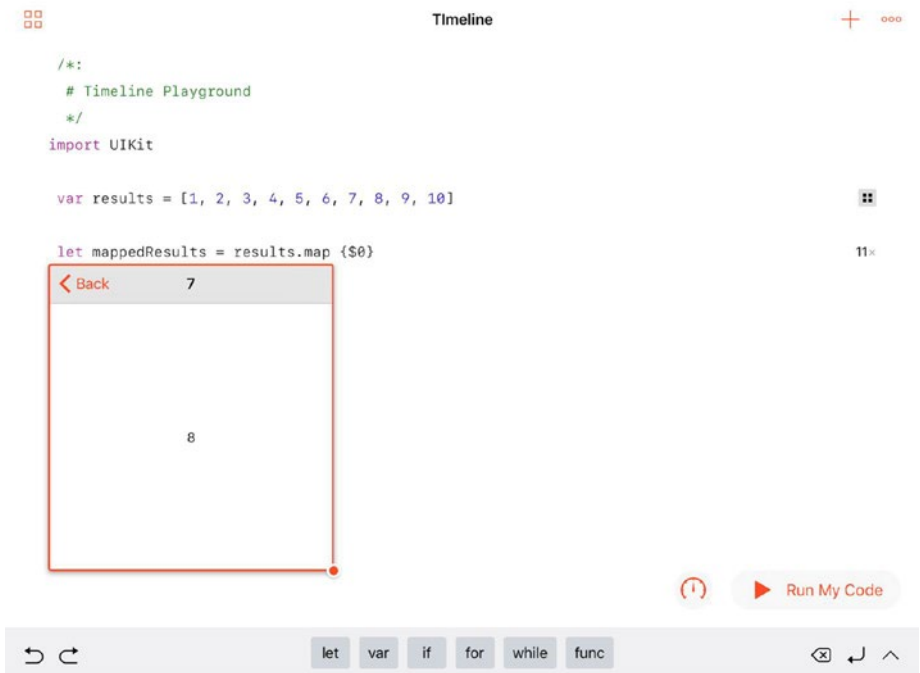 TImeline
/*:
# Timeline Playground
*/
import UIKit
var results = [1, 2, 3, 4, 5, 6, 7, 8, 9, 10]
let mappedResults = results.map {$0}
11×
Back 7
8
Run My Code
let var if for while func